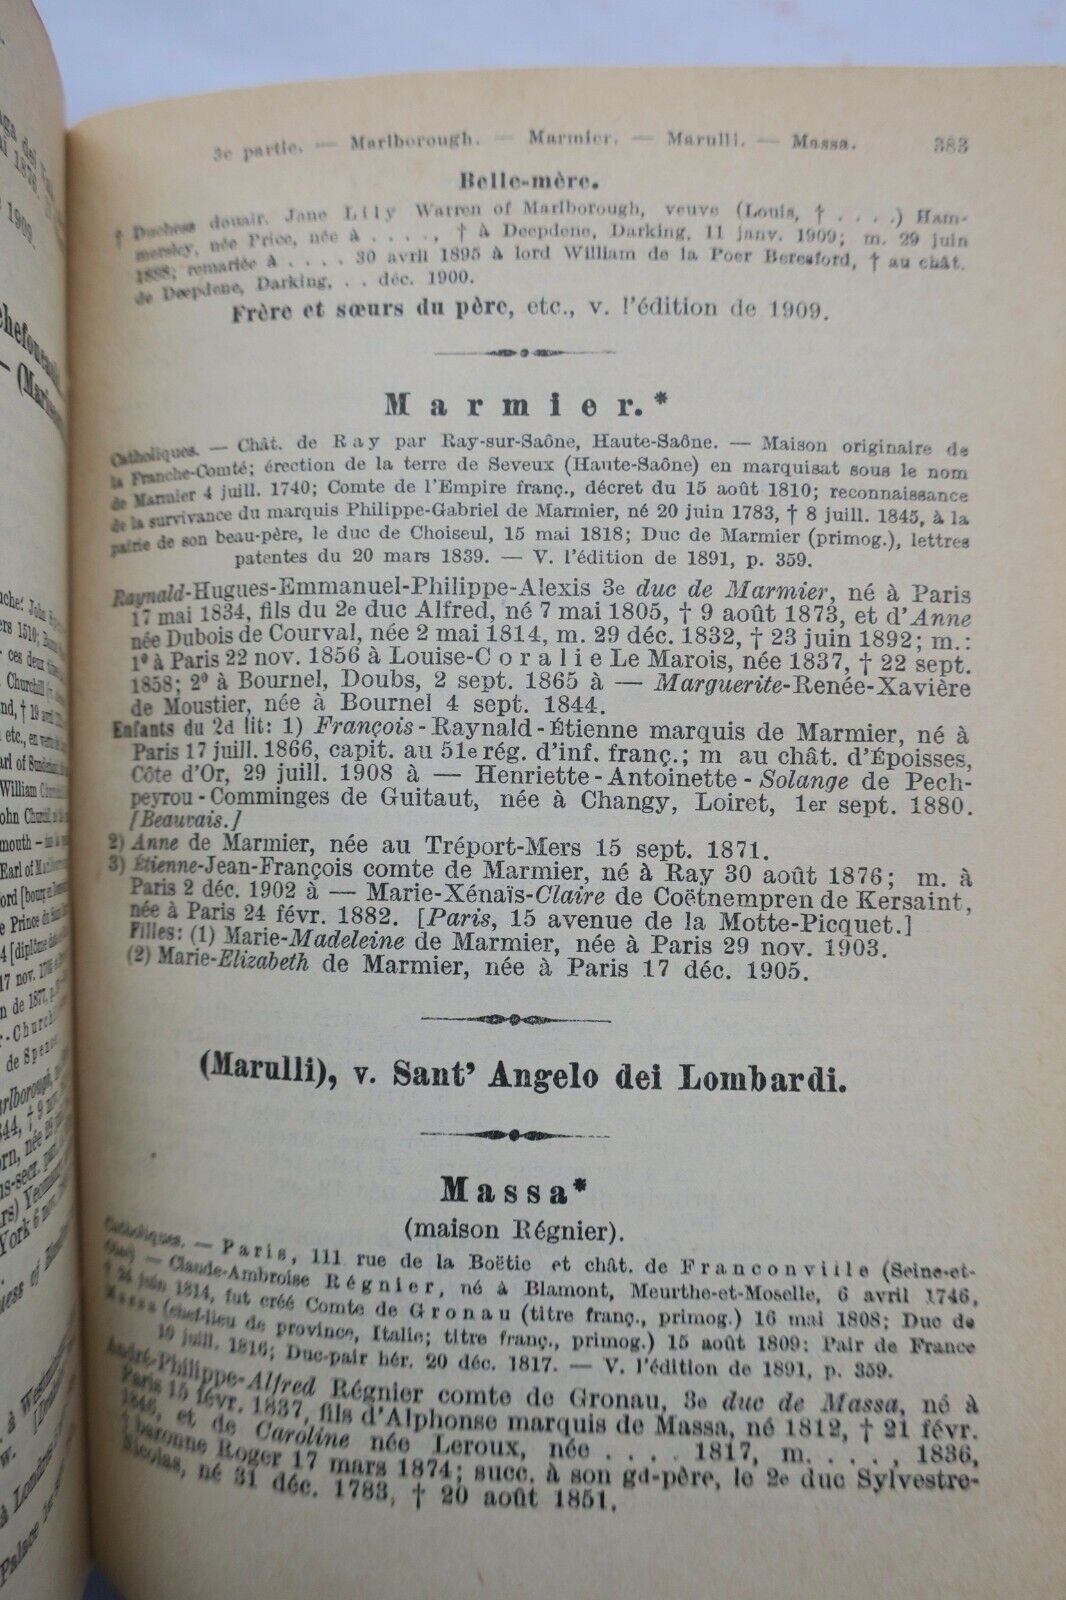 3e partie. — Marlborough. — Marmier. — Marulli. — Massa. 383
Belle-mère.
† Duchess douair. Jane Lily Warren of Marlborough, veuve (Louis, † . . . .) Ham-
mersley, née Price, née à . . . ., † à Deepdene, Darking, 11 janv. 1909; m. 29 juin
1888; remariée à . . . . 30 avril 1895 à lord William de la Poer Beresford, † au chât.
de Deepdene, Darking, . . déc. 1900.
Frère et sœurs du père, etc., v. l'édition de 1909.
Marmier.*
Catholiques. — Chât. de Ray par Ray-sur-Saône, Haute-Saône. — Maison originaire de
la Franche-Comté; érection de la terre de Seveux (Haute-Saône) en marquisat sous le nom
de Marmier 4 juill. 1740; Comte de l'Empire franç., décret du 15 août 1810; reconnaissance
de la survivance du marquis Philippe-Gabriel de Marmier, né 20 juin 1783, † 8 juill. 1845, à la
pairie de son beau-père, le duc de Choiseul, 15 mai 1818; Duc de Marmier (primog.), lettres
patentes du 20 mars 1839. — V. l'édition de 1891, p. 359.
Raynald-Hugues-Emmanuel-Philippe-Alexis 3e duc de Marmier, né à Paris
17 mai 1834, fils du 2e duc Alfred, né 7 mai 1805, † 9 août 1873, et d'Anne
née Dubois de Courval, née 2 mai 1814, m. 29 déc. 1832, † 23 juin 1892; m.:
1º à Paris 22 nov. 1856 à Louise-Coralie Le Marois, née 1837, † 22 sept.
1858; 2º à Bournel, Doubs, 2 sept. 1865 à — Marguerite-Renée-Xavière
de Moustier, née à Bournel 4 sept. 1844.
Enfants du 2d lit: 1) François-Raynald-Étienne marquis de Marmier, né à
Paris 17 juill. 1866, capit. au 51e rég. d'inf. franç.; m au chât. d'Époisses,
Côte d'Or, 29 juill. 1908 à — Henriette-Antoinette-Solange de Pech-
peyrou-Comminges de Guitaut, née à Changy, Loiret, 1er sept. 1880.
[Beauvais.]
2) Anne de Marmier, née au Tréport-Mers 15 sept. 1871.
3) Étienne-Jean-François comte de Marmier, né à Ray 30 août 1876; m. à
Paris 2 déc. 1902 à — Marie-Xénaïs-Claire de Coëtnempren de Kersaint,
née à Paris 24 févr. 1882. [Paris, 15 avenue de la Motte-Picquet.]
Filles: (1) Marie-Madeleine de Marmier, née à Paris 29 nov. 1903.
(2) Marie-Elizabeth de Marmier, née à Paris 17 déc. 1905.
(Marulli), v. Sant' Angelo dei Lombardi.
Massa*
(maison Régnier).
Catholiques. — Paris, 111 rue de la Boëtie et chât. de Franconville (Seine-et-
Oise) — Claude-Ambroise Régnier, né à Blamont, Meurthe-et-Moselle, 6 avril 1746,
† 24 juin 1814, fut créé Comte de Gronau (titre franç., primog.) 16 mai 1808; Duc de
Massa (chef-lieu de province, Italie; titre franç., primog.) 15 août 1809; Pair de France
10 juill. 1816; Duc-pair hér. 20 déc. 1817. — V. l'édition de 1891, p. 359.
André-Philippe-Alfred Régnier comte de Gronau, 3e duc de Massa, né à
Paris 15 févr. 1837, fils d'Alphonse marquis de Massa, né 1812, † 21 févr.
1846, et de Caroline née Leroux, née . . . . 1817, m. . . . ., 1836,
† baronne Roger 17 mars 1874; succ. à son gd-père, le 2e duc Sylvestre-
Nicolas, né 31 déc. 1783, † 20 août 1851.